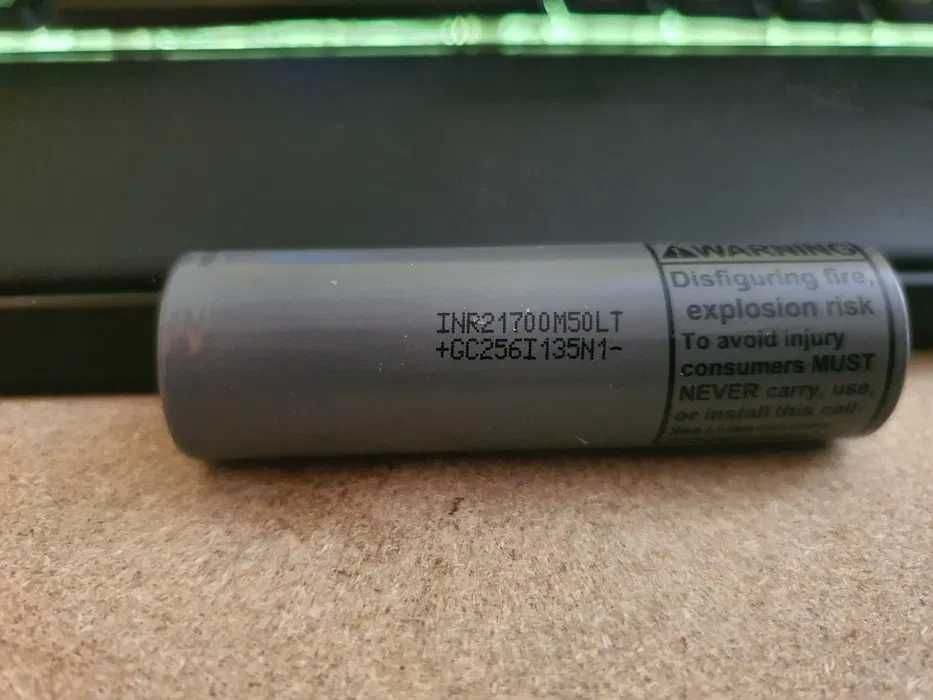 INR21700M50LT
+GC256I135N1-
WARNING
Disfiguring fire,
explosion risk
To avoid injury
consumers MUST
NEVER carry, use,
or install this cell